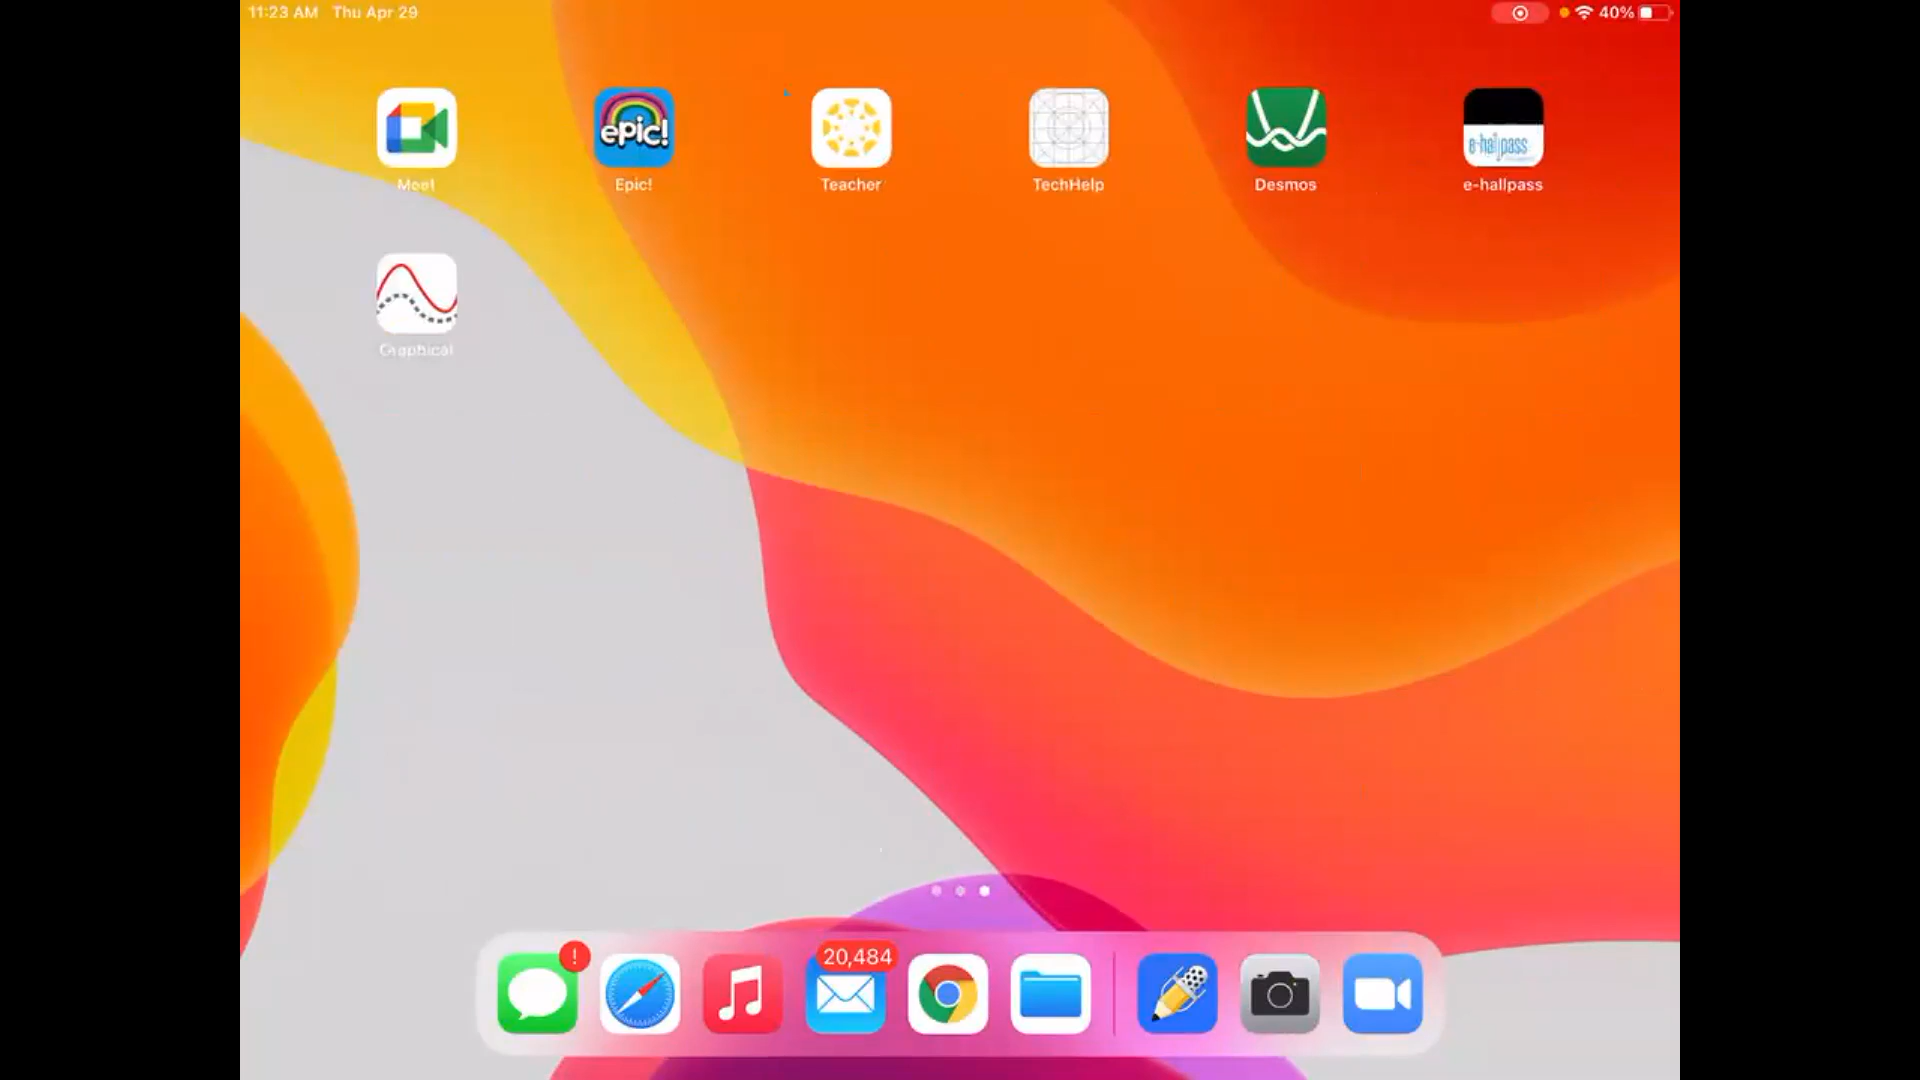 11:23 AM Thu Apr 29
40%
epic!
e-hallpass
Meet
Epic!
Teacher
TechHelp
Desmos
e-hallpass
Graphical
!
20,484